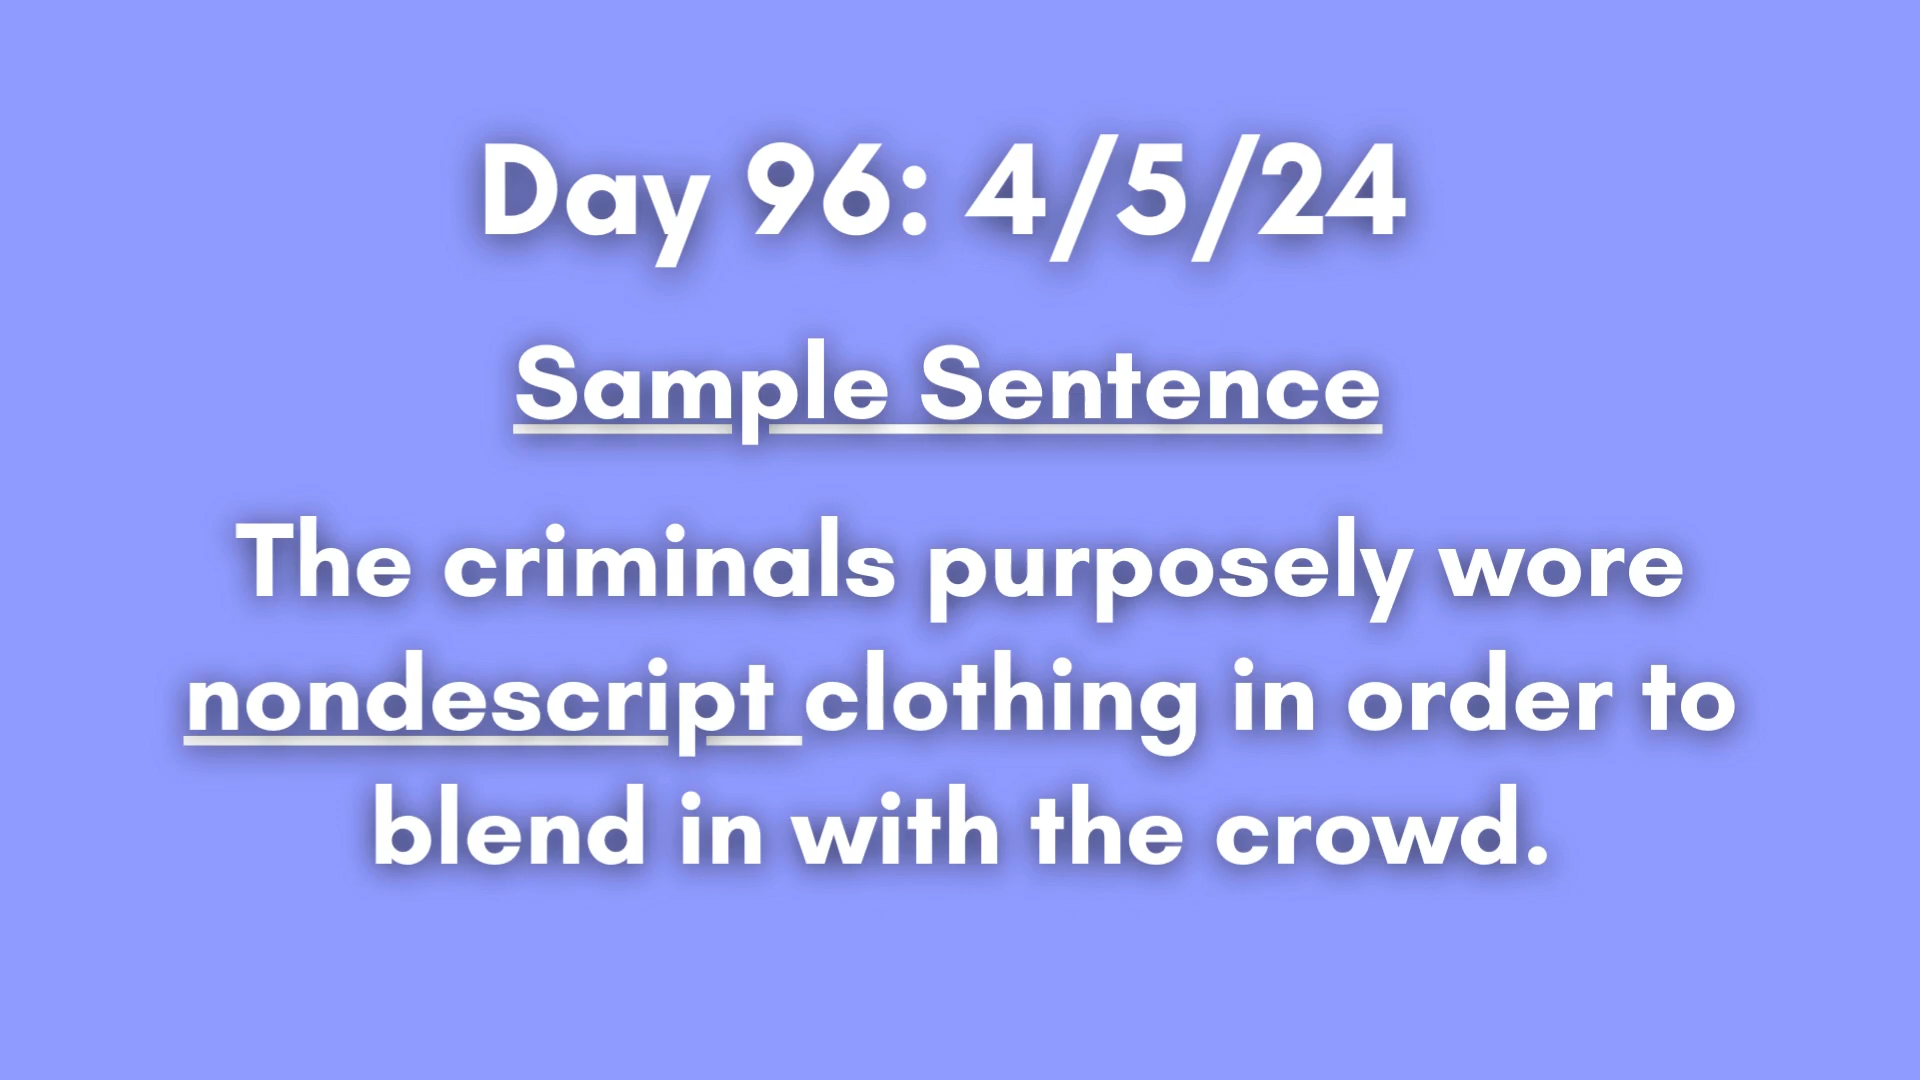 Day 96: 4/5/24
Sample Sentence
The criminals purposely wore
nondescript clothing in order to
blend in with the crowd.